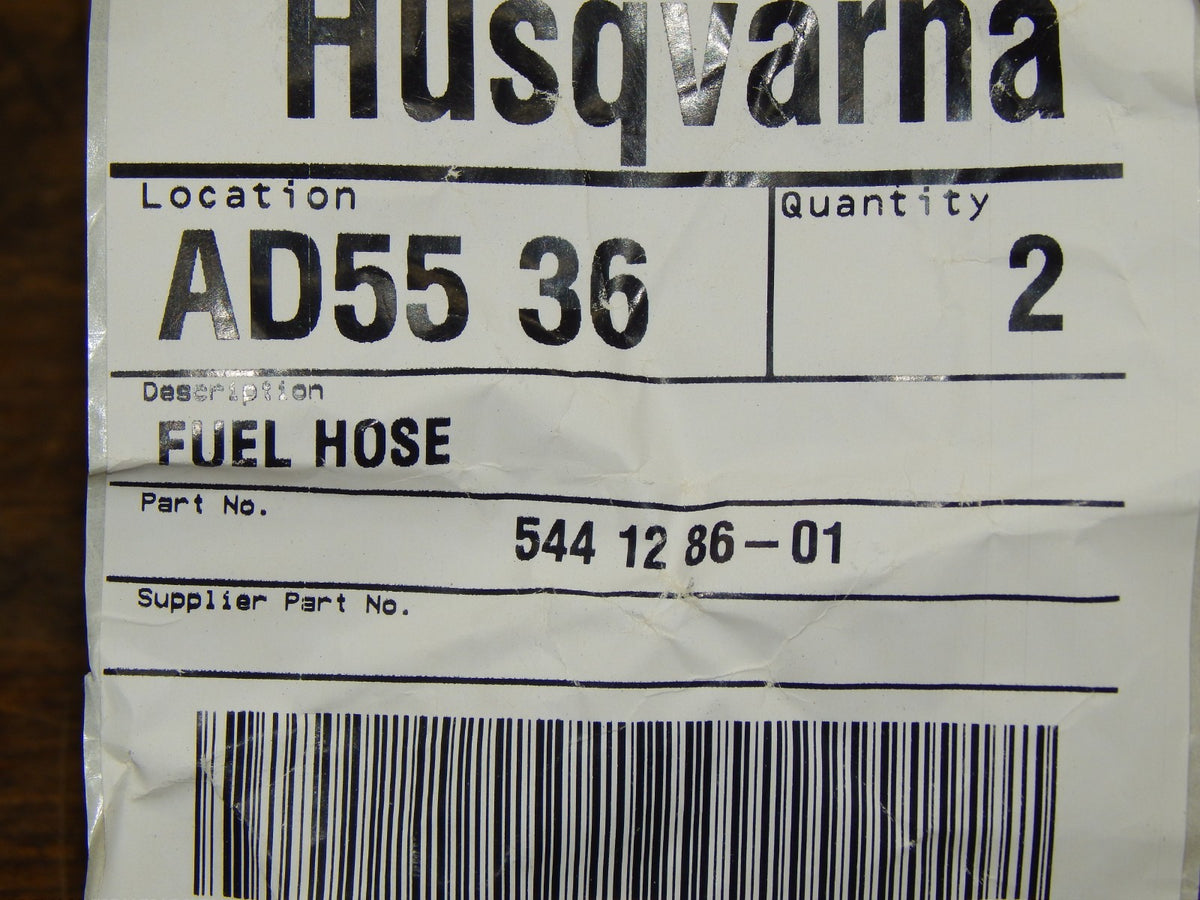 Husqvarna
Location
Quantity
AD55 36
2
Description
FUEL HOSE
Part No.
544 12 86-01
Supplier Part No.